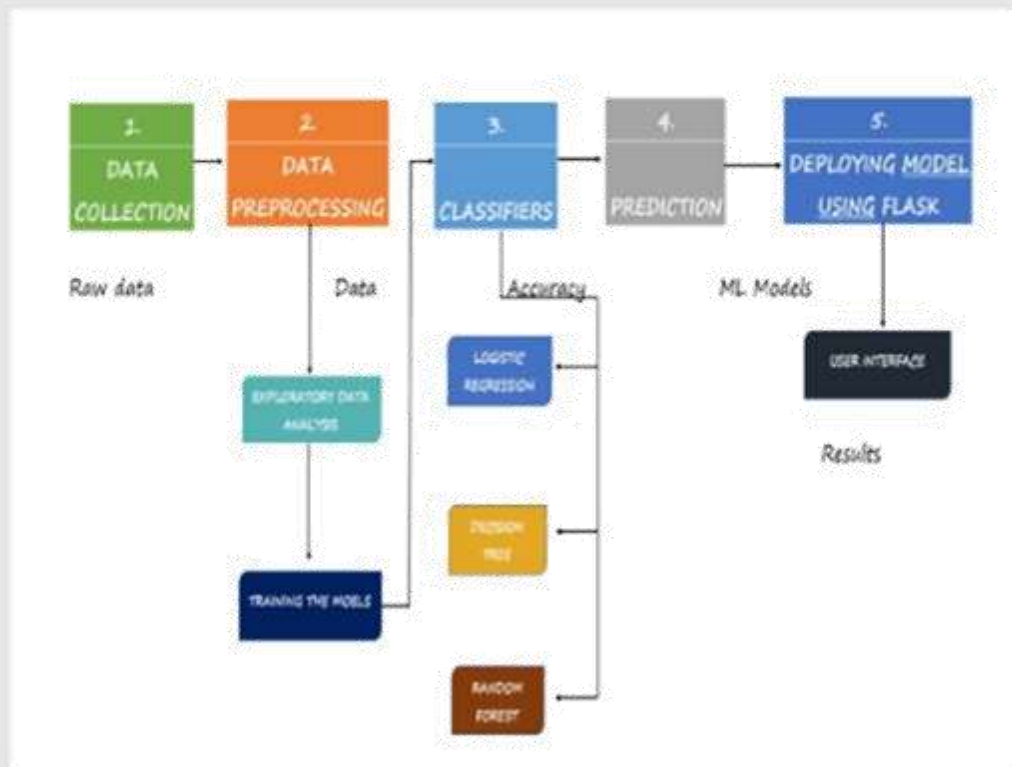 1.
DATA
COLLECTION
2.
DATA
PREPROCESSING
3.
CLASSIFIERS
4.
PREDICTION
5.
DEPLOYING MODEL
USING FLASK
Raw data
Data
Accuracy
ML Models
LOGISTIC
REGRESSION
USER INTERFACE
EXPLORATORY DATA
ANALYSIS
Results
DECISION
TREE
TRAINING THE MOELS
RANDOM
FOREST